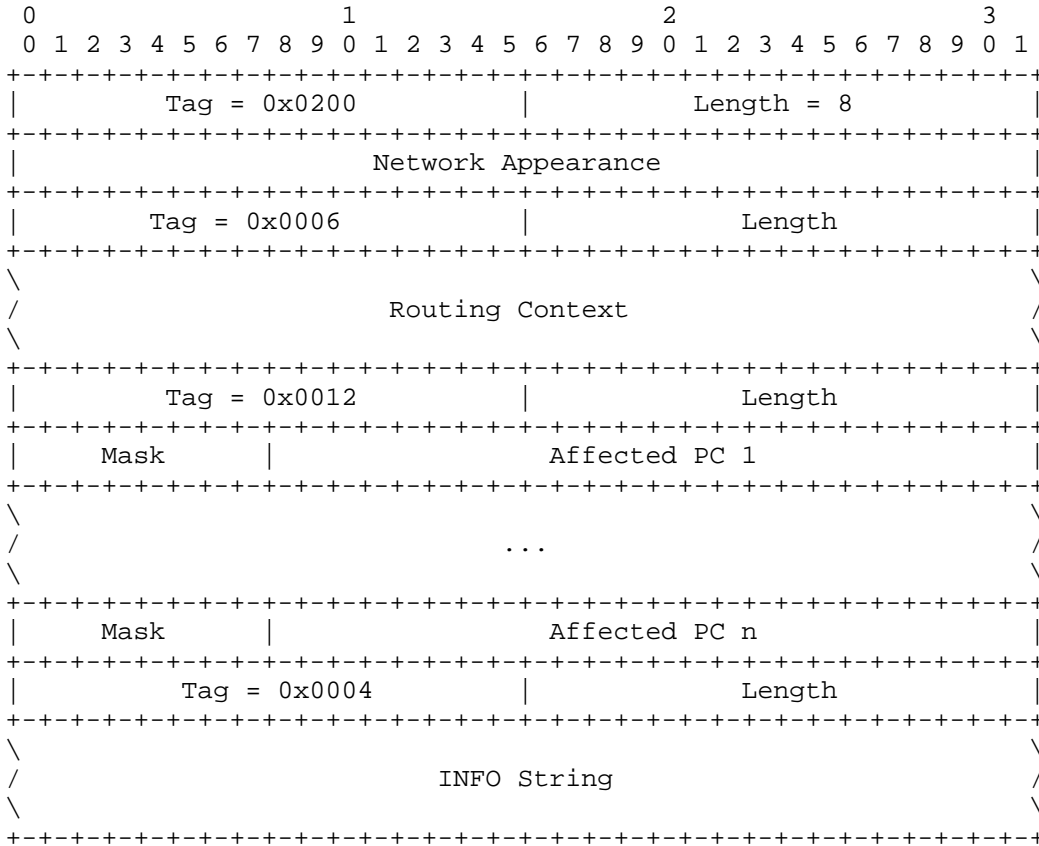 0                   1                   2                   3
 0 1 2 3 4 5 6 7 8 9 0 1 2 3 4 5 6 7 8 9 0 1 2 3 4 5 6 7 8 9 0 1
+-+-+-+-+-+-+-+-+-+-+-+-+-+-+-+-+-+-+-+-+-+-+-+-+-+-+-+-+-+-+-+-+
|         Tag = 0x0200          |          Length = 8           |
+-+-+-+-+-+-+-+-+-+-+-+-+-+-+-+-+-+-+-+-+-+-+-+-+-+-+-+-+-+-+-+-+
|                      Network Appearance                       |
+-+-+-+-+-+-+-+-+-+-+-+-+-+-+-+-+-+-+-+-+-+-+-+-+-+-+-+-+-+-+-+-+
|        Tag = 0x0006           |             Length            |
+-+-+-+-+-+-+-+-+-+-+-+-+-+-+-+-+-+-+-+-+-+-+-+-+-+-+-+-+-+-+-+-+
\                                                               \
/                       Routing Context                         /
\                                                               \
+-+-+-+-+-+-+-+-+-+-+-+-+-+-+-+-+-+-+-+-+-+-+-+-+-+-+-+-+-+-+-+-+
|         Tag = 0x0012          |             Length            |
+-+-+-+-+-+-+-+-+-+-+-+-+-+-+-+-+-+-+-+-+-+-+-+-+-+-+-+-+-+-+-+-+
|     Mask      |                 Affected PC 1                 |
+-+-+-+-+-+-+-+-+-+-+-+-+-+-+-+-+-+-+-+-+-+-+-+-+-+-+-+-+-+-+-+-+
\                                                               \
/                              ...                              /
\                                                               \
+-+-+-+-+-+-+-+-+-+-+-+-+-+-+-+-+-+-+-+-+-+-+-+-+-+-+-+-+-+-+-+-+
|     Mask      |                 Affected PC n                 |
+-+-+-+-+-+-+-+-+-+-+-+-+-+-+-+-+-+-+-+-+-+-+-+-+-+-+-+-+-+-+-+-+
|          Tag = 0x0004         |             Length            |
+-+-+-+-+-+-+-+-+-+-+-+-+-+-+-+-+-+-+-+-+-+-+-+-+-+-+-+-+-+-+-+-+
\                                                               \
/                          INFO String                          /
\                                                               \
+-+-+-+-+-+-+-+-+-+-+-+-+-+-+-+-+-+-+-+-+-+-+-+-+-+-+-+-+-+-+-+-+